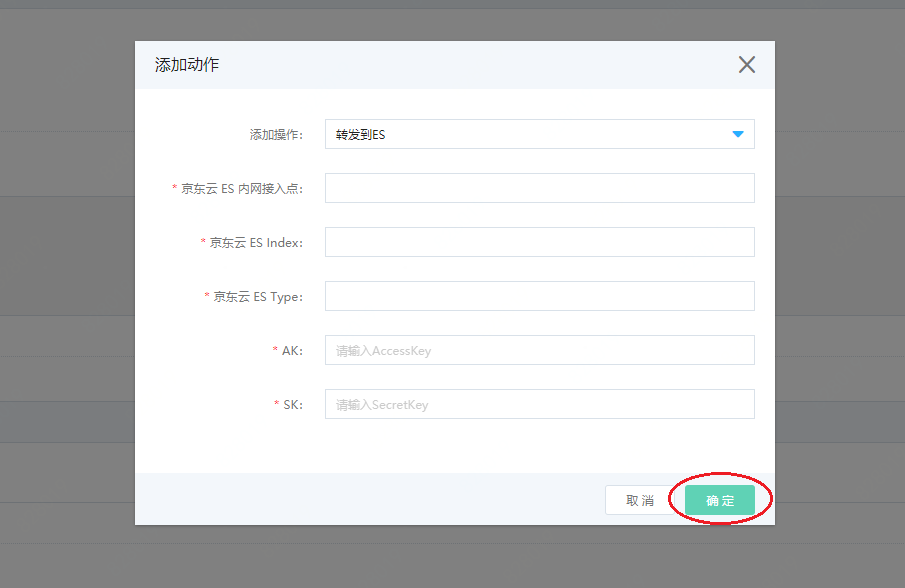 添加动作
添加操作: 转发到ES
* 京东云 ES 内网接入点:
* 京东云 ES Index:
* 京东云 ES Type:
* AK: 请输入AccessKey
* SK: 请输入SecretKey
取消 确定